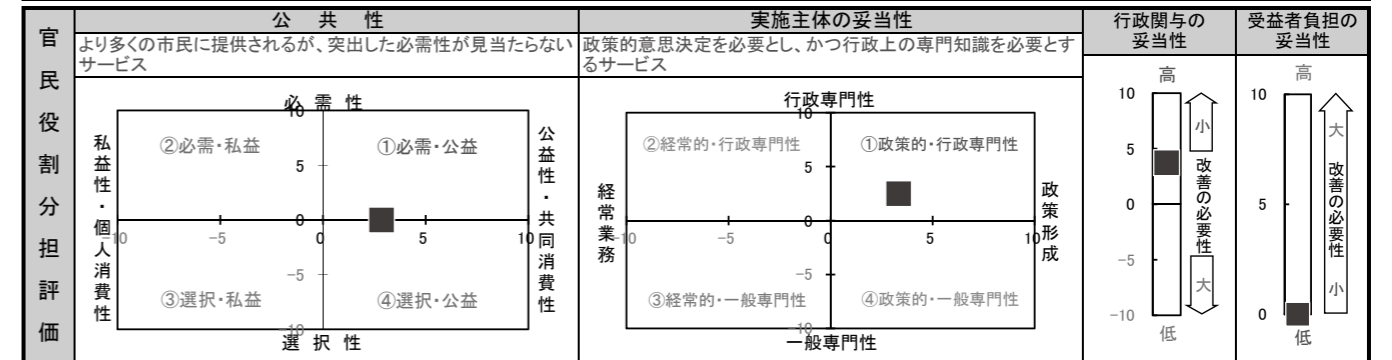 官民役割分担評価
公共性
より多くの市民に提供されるが、突出した必需性が見当たらない
サービス
必需性
10
②必需・私益
①必需・公益
5
私益性・個人消費性
公益性・共同消費性
0
-10
-5
0
5
10
-5
③選択・私益
④選択・公益
-10
選択性
実施主体の妥当性
政策的意思決定を必要とし、かつ行政上の専門知識を必要とす
るサービス
行政専門性
10
②経常的・行政専門性
①政策的・行政専門性
5
経常業務
政策形成
0
-10
-5
0
5
10
-5
③経常的・一般専門性
④政策的・一般専門性
-10
一般専門性
行政関与の
妥当性
高
10
5
0
-5
-10
低
小
改善の必要性
大
受益者負担の
妥当性
高
10
5
0
低
大
改善の必要性
小